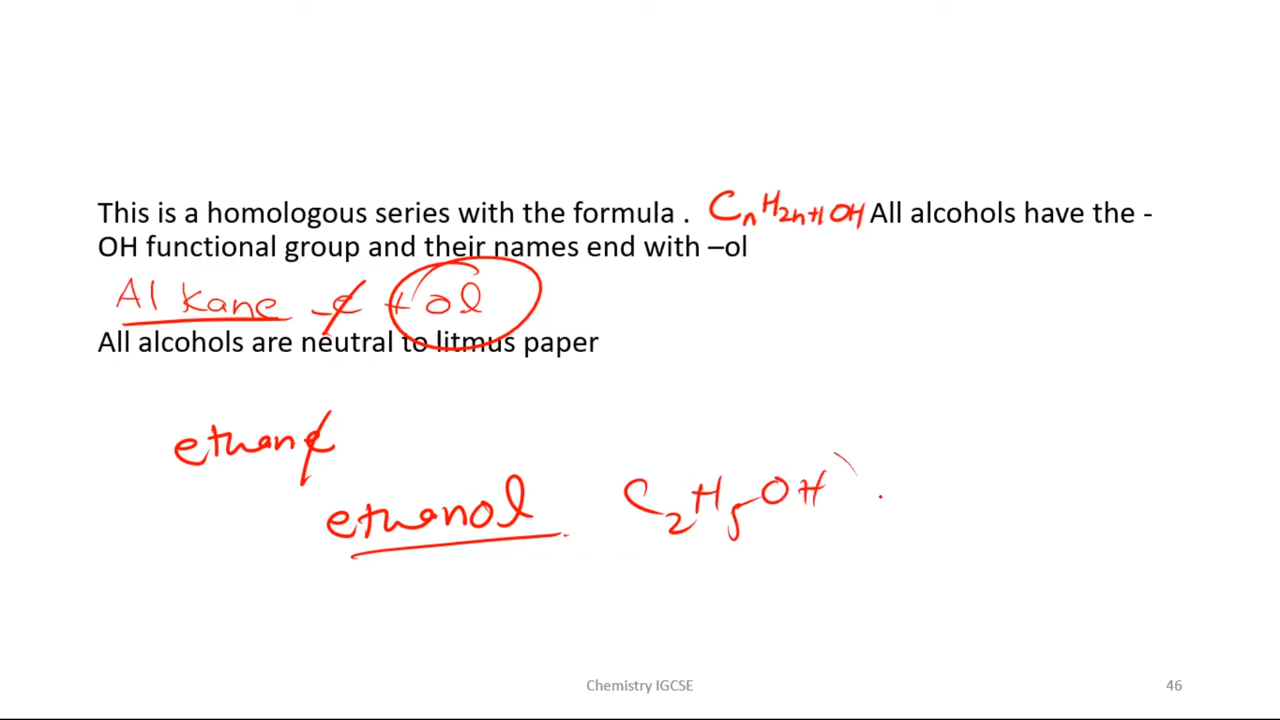 This is a homologous series with the formula . CnH2n+1OH All alcohols have the -
OH functional group and their names end with –ol
Alkane -e + ol
All alcohols are neutral to litmus paper
ethane
ethanol C2H5OH
Chemistry IGCSE 46